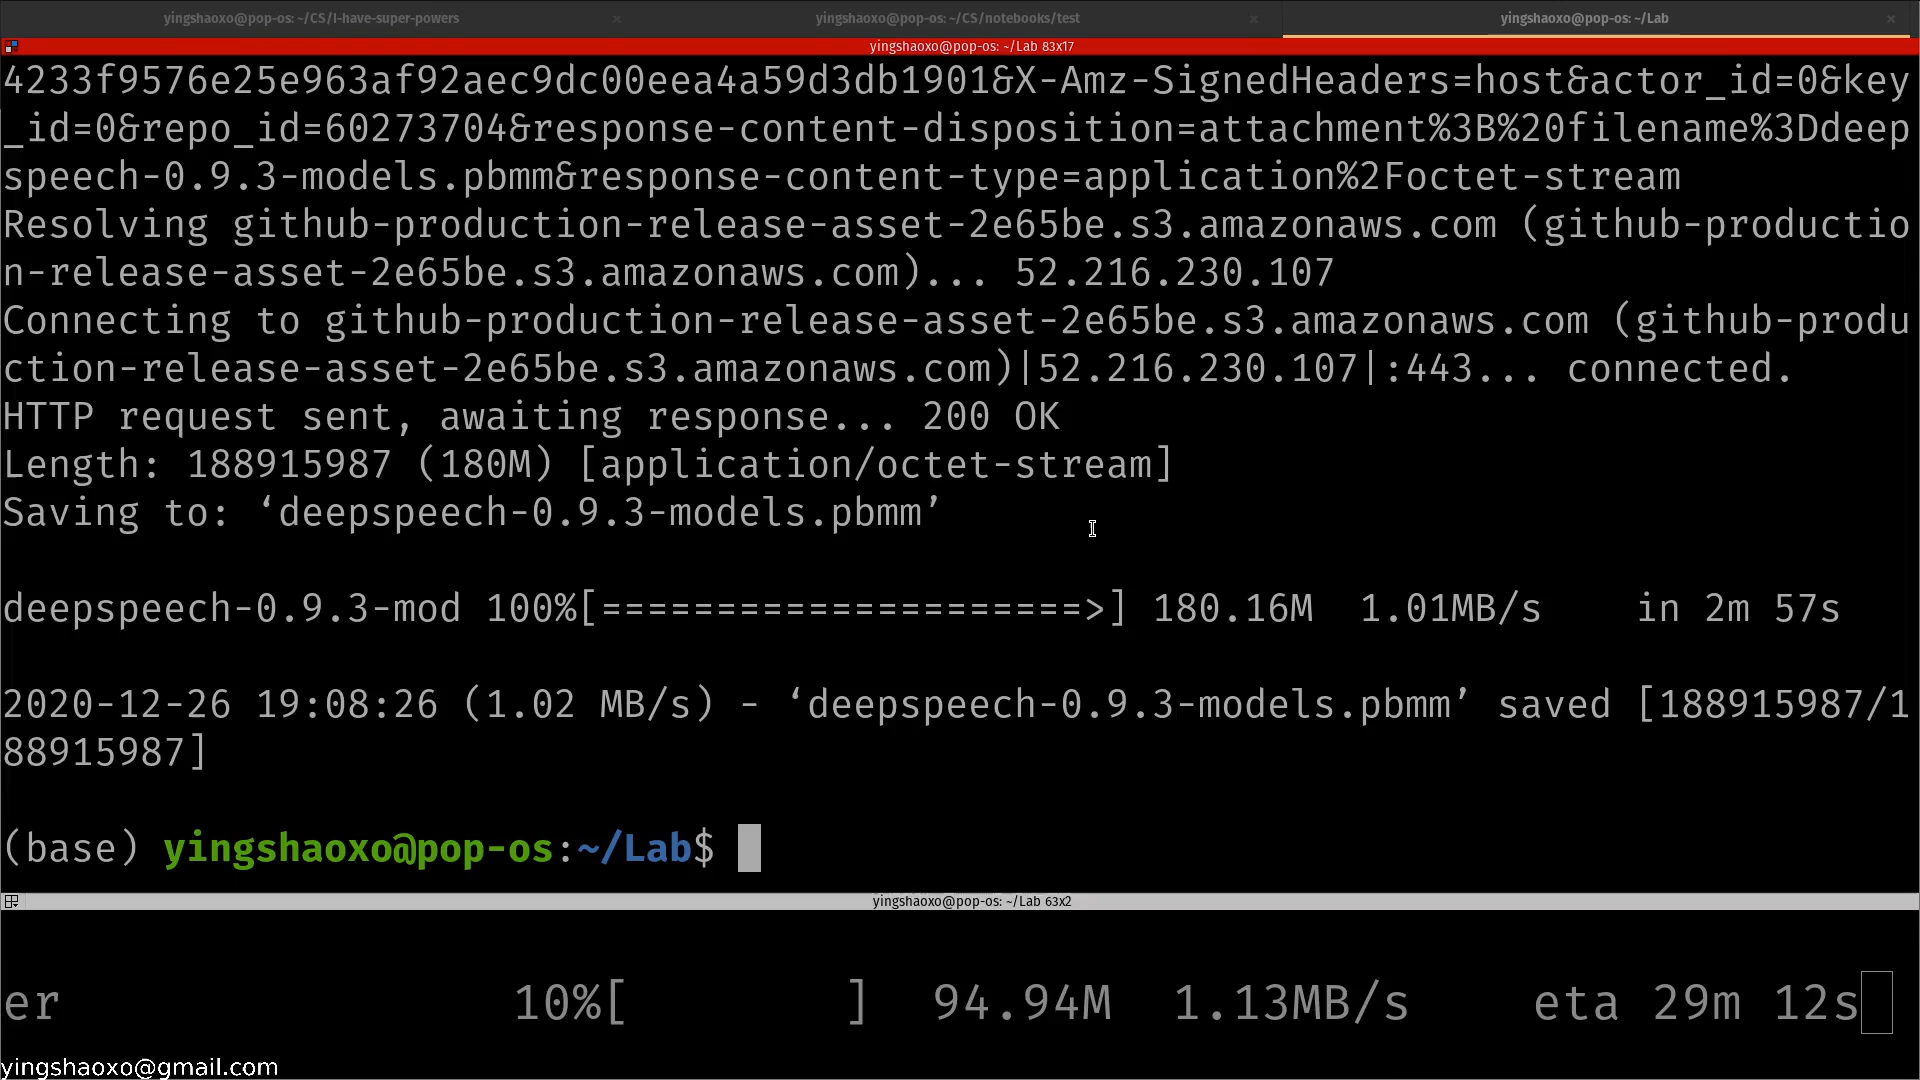 yingshaoxo@pop-os: ~/CS/I-have-super-powers × yingshaoxo@pop-os: ~/CS/notebooks/test × yingshaoxo@pop-os: ~/Lab ×
yingshaoxo@pop-os: ~/Lab 83x17
4233f9576e25e963af92aec9dc00eea4a59d3db1901&X-Amz-SignedHeaders=host&actor_id=0&key
_id=0&repo_id=60273704&response-content-disposition=attachment%3B%20filename%3Ddeep
speech-0.9.3-models.pbmm&response-content-type=application%2Foctet-stream
Resolving github-production-release-asset-2e65be.s3.amazonaws.com (github-productio
n-release-asset-2e65be.s3.amazonaws.com)... 52.216.230.107
Connecting to github-production-release-asset-2e65be.s3.amazonaws.com (github-produ
ction-release-asset-2e65be.s3.amazonaws.com)|52.216.230.107|:443... connected.
HTTP request sent, awaiting response... 200 OK
Length: 188915987 (180M) [application/octet-stream]
Saving to: ‘deepspeech-0.9.3-models.pbmm’
deepspeech-0.9.3-mod 100%[=====================>] 180.16M  1.01MB/s    in 2m 57s
2020-12-26 19:08:26 (1.02 MB/s) - ‘deepspeech-0.9.3-models.pbmm’ saved [188915987/1
88915987]
(base) yingshaoxo@pop-os:~/Lab$
yingshaoxo@pop-os: ~/Lab 63x2
er                    10%[         ]  94.94M  1.13MB/s    eta 29m 12s
yingshaoxo@gmail.com